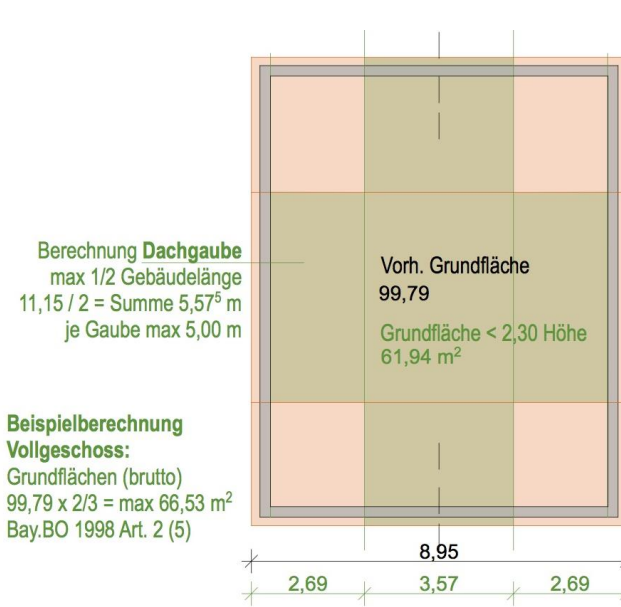 Berechnung Dachgaube
max 1/2 Gebäudelänge
11,15 / 2 = Summe 5,57⁵ m
je Gaube max 5,00 m
Vorh. Grundfläche
99,79
Grundfläche < 2,30 Höhe
61,94 m²
Beispielberechnung
Vollgeschoss:
Grundflächen (brutto)
99,79 x 2/3 = max 66,53 m²
Bay.BO 1998 Art. 2 (5)
8,95
2,69 3,57 2,69